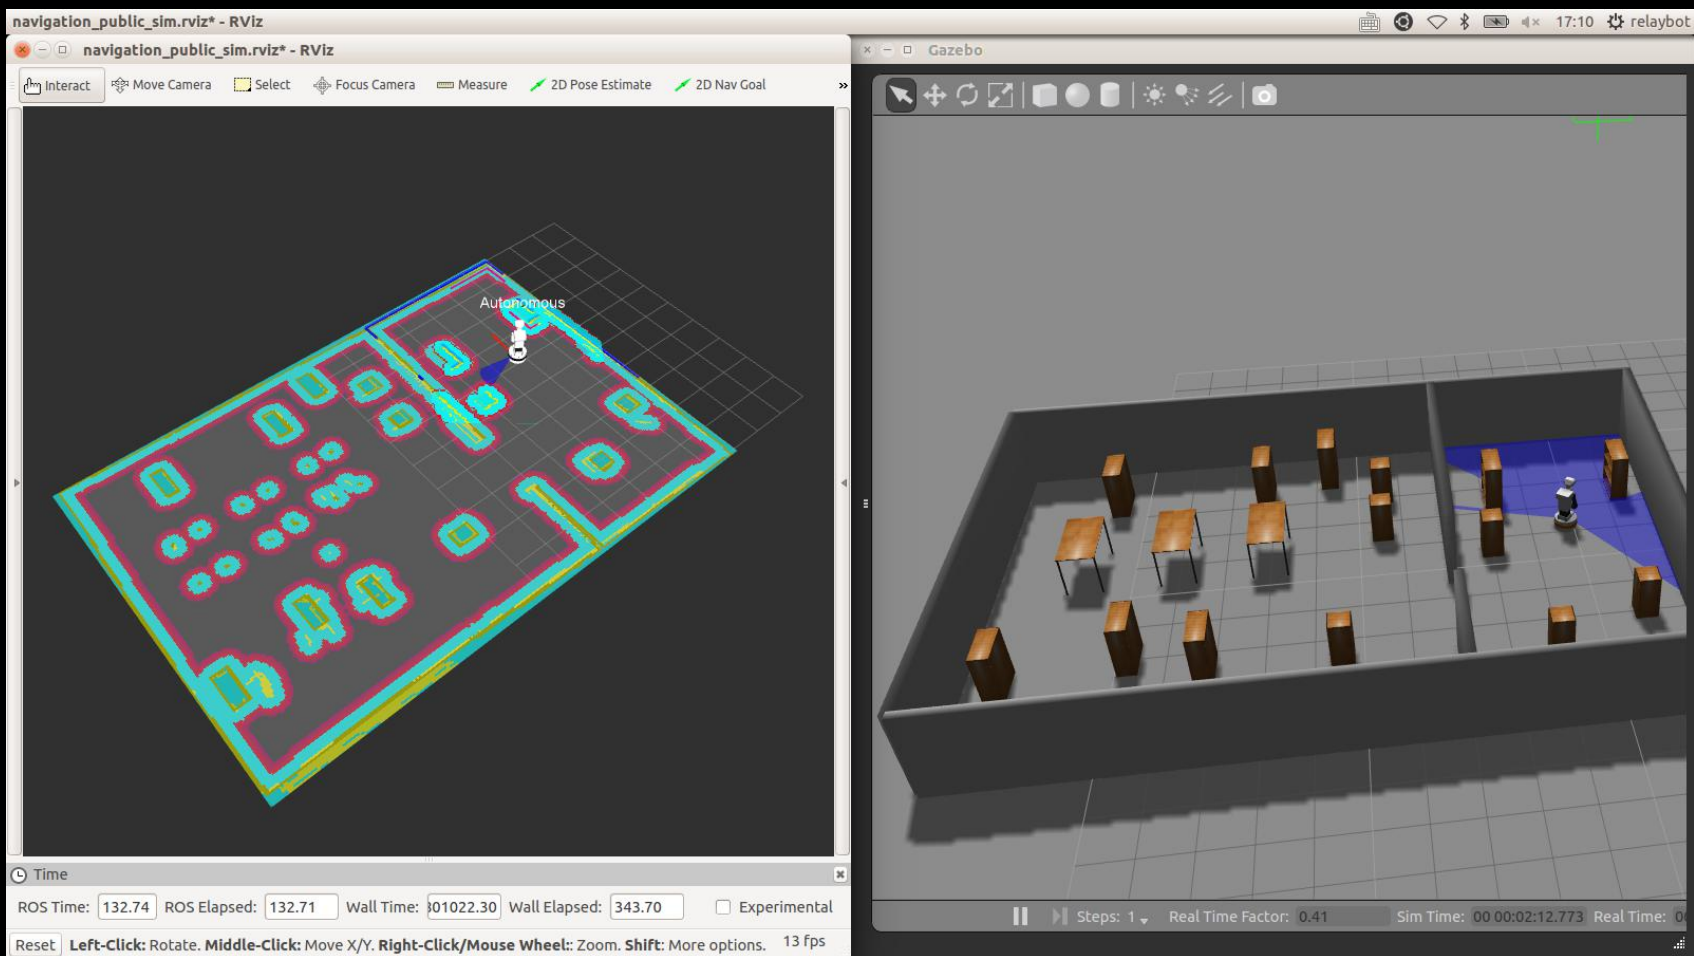 navigation_public_sim.rviz* - RViz
17:10 relaybot
navigation_public_sim.rviz* - RViz
Interact Move Camera Select Focus Camera Measure 2D Pose Estimate 2D Nav Goal »
Autonomous
Time
ROS Time: 132.74 ROS Elapsed: 132.71 Wall Time: 01022.30 Wall Elapsed: 343.70 Experimental
Reset Left-Click: Rotate. Middle-Click: Move X/Y. Right-Click/Mouse Wheel:: Zoom. Shift: More options. 13 fps
Gazebo
Steps: 1 Real Time Factor: 0.41 Sim Time: 00 00:02:12.773 Real Time: